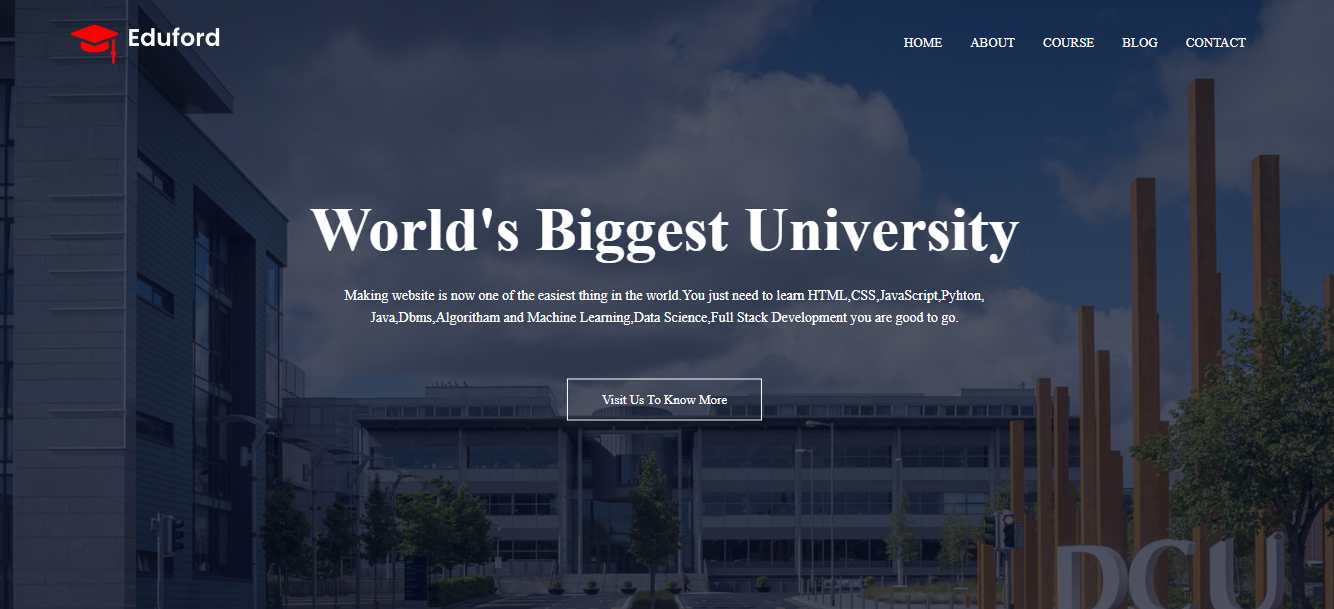 Eduford
HOME ABOUT COURSE BLOG CONTACT
World's Biggest University
Making website is now one of the easiest thing in the world.You just need to learn HTML,CSS,JavaScript,Pyhton,
Java,Dbms,Algoritham and Machine Learning,Data Science,Full Stack Development you are good to go.
Visit Us To Know More
DCU